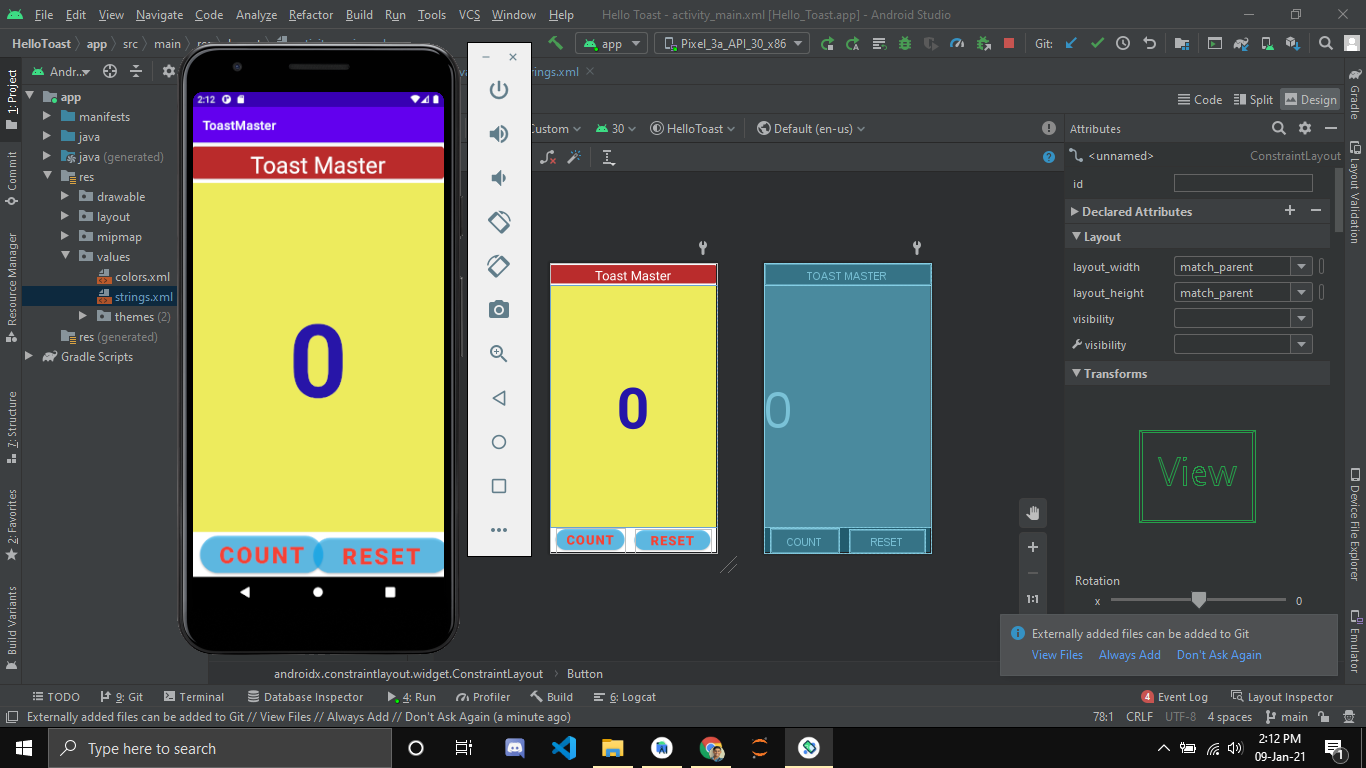 File Edit View Navigate Code Analyze Refactor Build Run Tools VCS Window Help Hello Toast - activity_main.xml [Hello_Toast.app] - Android Studio
HelloToast app src main res
app Pixel_3a_API_30_x86 Git:
Andr... rings.xml
Code Split Design
1: Project
Commit
Resource Manager
7: Structure
2: Favorites
Build Variants
app
manifests
java
java (generated)
res
drawable
layout
mipmap
values
colors.xml
strings.xml
themes (2)
res (generated)
Gradle Scripts
2:12
ToastMaster
Toast Master
0
COUNT RESET
Custom 30 HelloToast Default (en-us)
Toast Master
0
COUNT RESET
TOAST MASTER
0
COUNT RESET
1:1
Attributes
<unnamed> ConstraintLayout
id
Declared Attributes
Layout
layout_width match_parent
layout_height match_parent
visibility
visibility
Transforms
View
Rotation
x 0
Gradle
Layout Validation
Device File Explorer
Emulator
Externally added files can be added to Git
View Files Always Add Don't Ask Again
androidx.constraintlayout.widget.ConstraintLayout Button
TODO 9: Git Terminal Database Inspector 4: Run Profiler Build 6: Logcat 4 Event Log Layout Inspector
Externally added files can be added to Git // View Files // Always Add // Don't Ask Again (a minute ago) 78:1 CRLF UTF-8 4 spaces main
Type here to search
2:12 PM
09-Jan-21
1